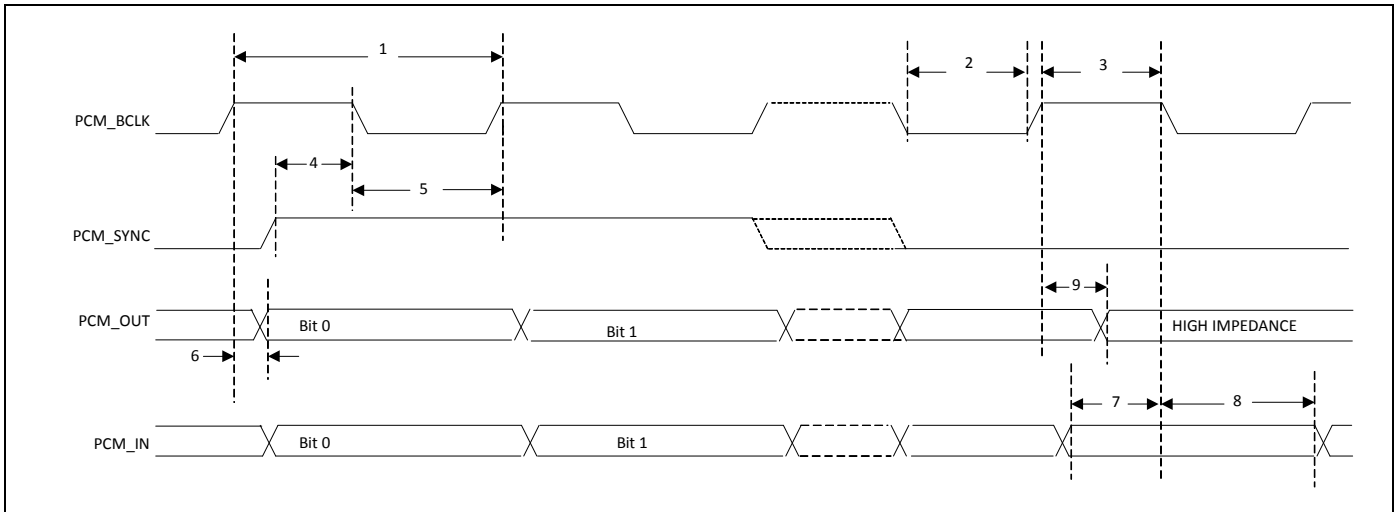 1
2
3
PCM_BCLK
4
5
PCM_SYNC
9
PCM_OUT
Bit 0
Bit 1
HIGH IMPEDANCE
6
7
8
PCM_IN
Bit 0
Bit 1